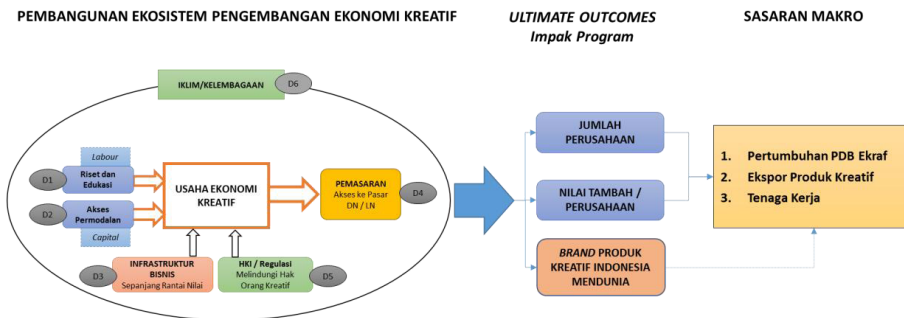 PEMBANGUNAN EKOSISTEM PENGEMBANGAN EKONOMI KREATIF
IKLIM/KELEMBAGAAN
D6
Labour
D1
Riset dan
Edukasi
D2
Akses
Permodalan
Capital
USAHA EKONOMI
KREATIF
PEMASARAN
Akses ke Pasar
DN / LN
D4
D3
INFRASTRUKTUR
BISNIS
Sepanjang Rantai Nilai
HKI / Regulasi
Melindungi Hak
Orang Kreatif
D5
ULTIMATE OUTCOMES
Impak Program
JUMLAH
PERUSAHAAN
NILAI TAMBAH /
PERUSAHAAN
BRAND PRODUK
KREATIF INDONESIA
MENDUNIA
SASARAN MAKRO
1. Pertumbuhan PDB Ekraf
2. Ekspor Produk Kreatif
3. Tenaga Kerja